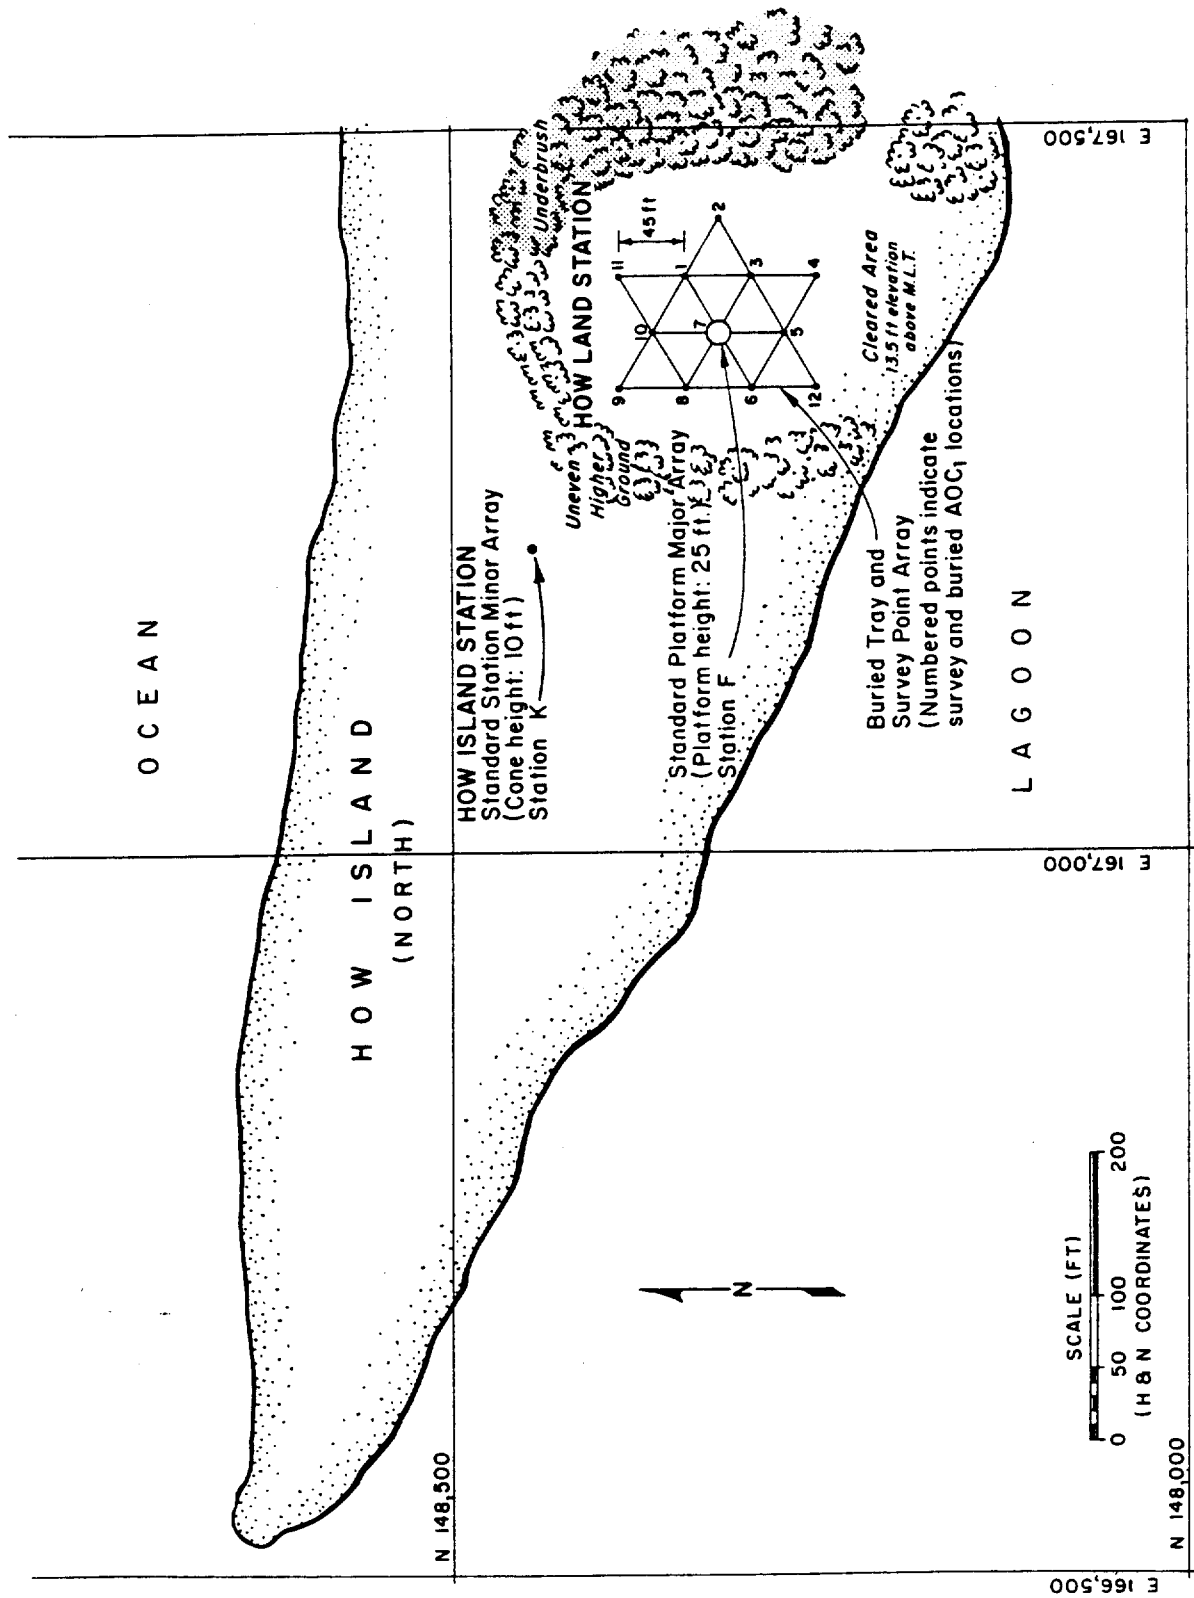 OCEAN
HOW ISLAND
(NORTH)
HOW ISLAND STATION
Standard Station Minor Array
(Cone height: 10 ft)
Station K
Underbrush
Uneven
Higher
Ground
HOW LAND STATION
45 ft
11
1
2
3
4
10
7
5
9
8
6
12
Standard Platform Major Array
(Platform height: 25 ft.)
Station F
Cleared Area
13.5 ft elevation
above M.L.T.
Buried Tray and
Survey Point Array
(Numbered points indicate
survey and buried AOC₁ locations)
LAGOON
N
SCALE (FT)
0 50 100 200
(H & N COORDINATES)
N 148,500
N 148,000
E 166,500
E 167,000
E 167,500